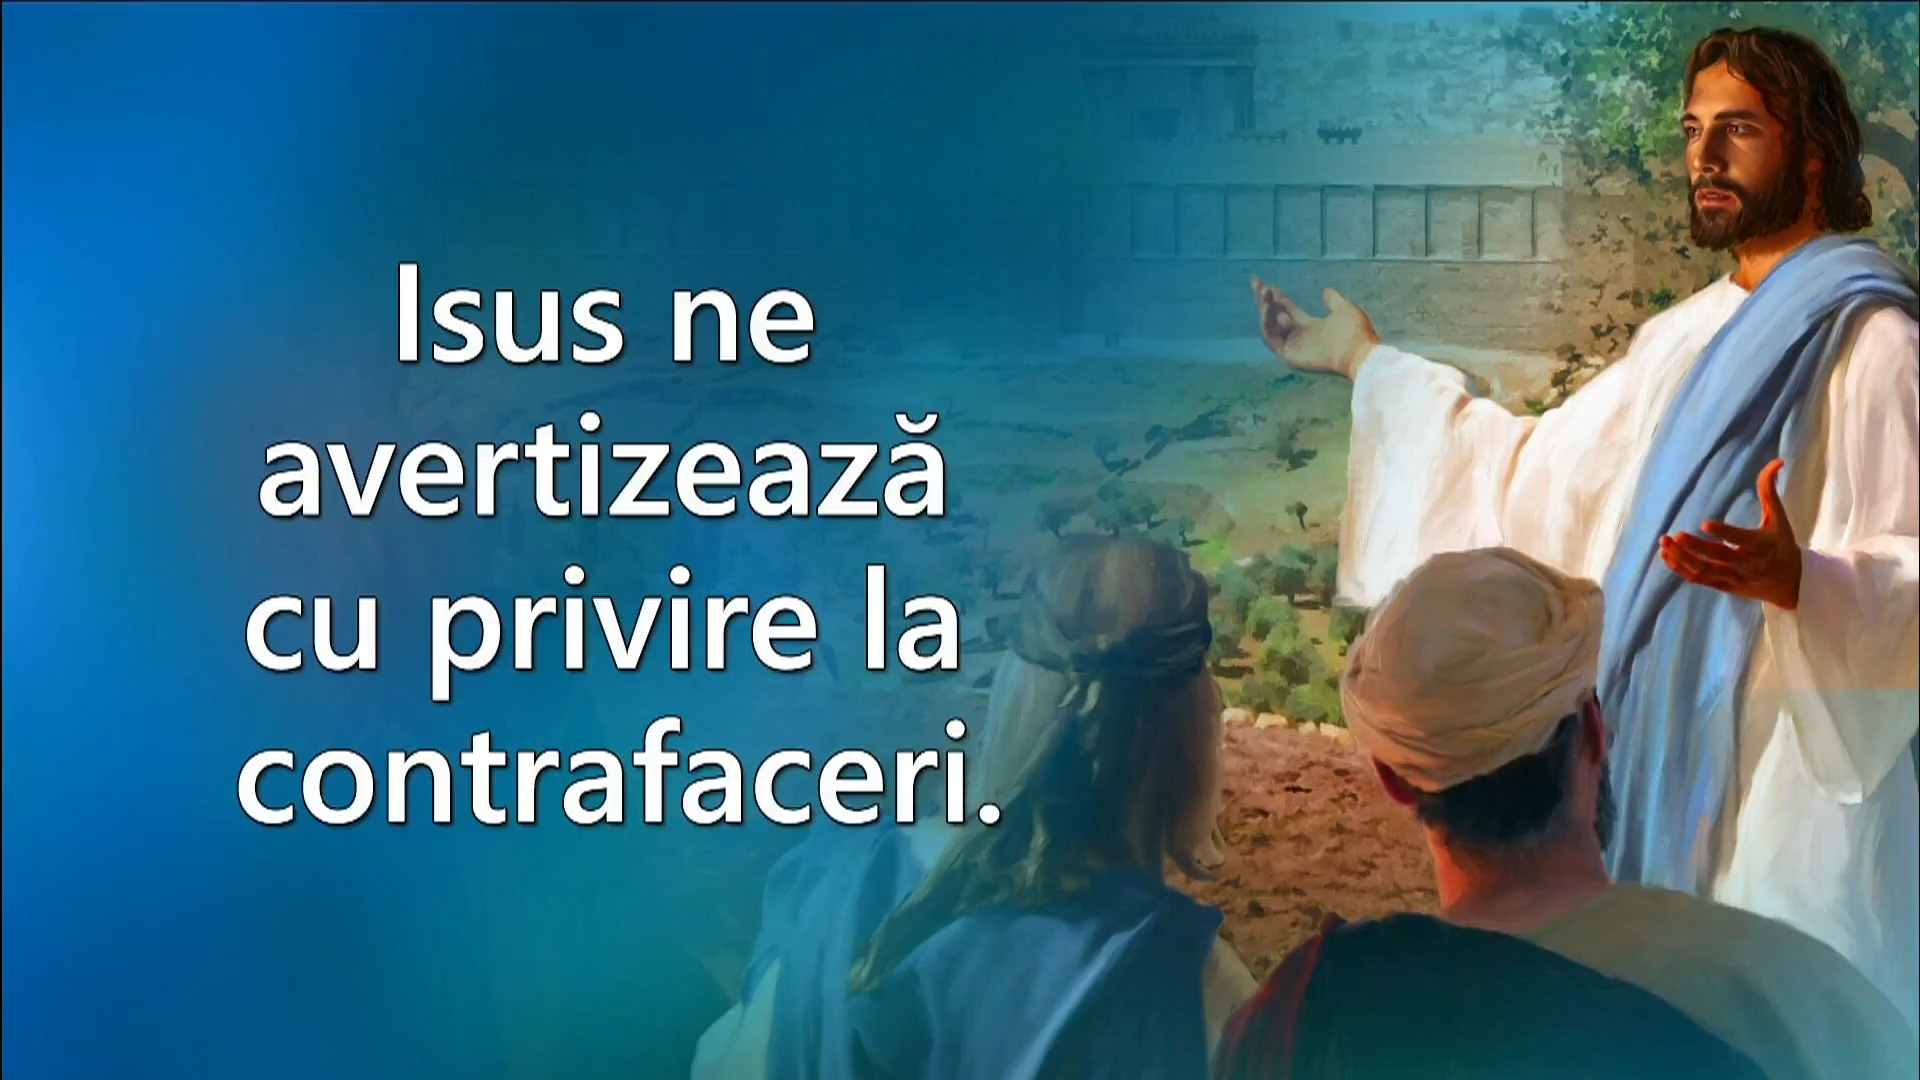 Isus ne
avertizează
cu privire la
contrafaceri.